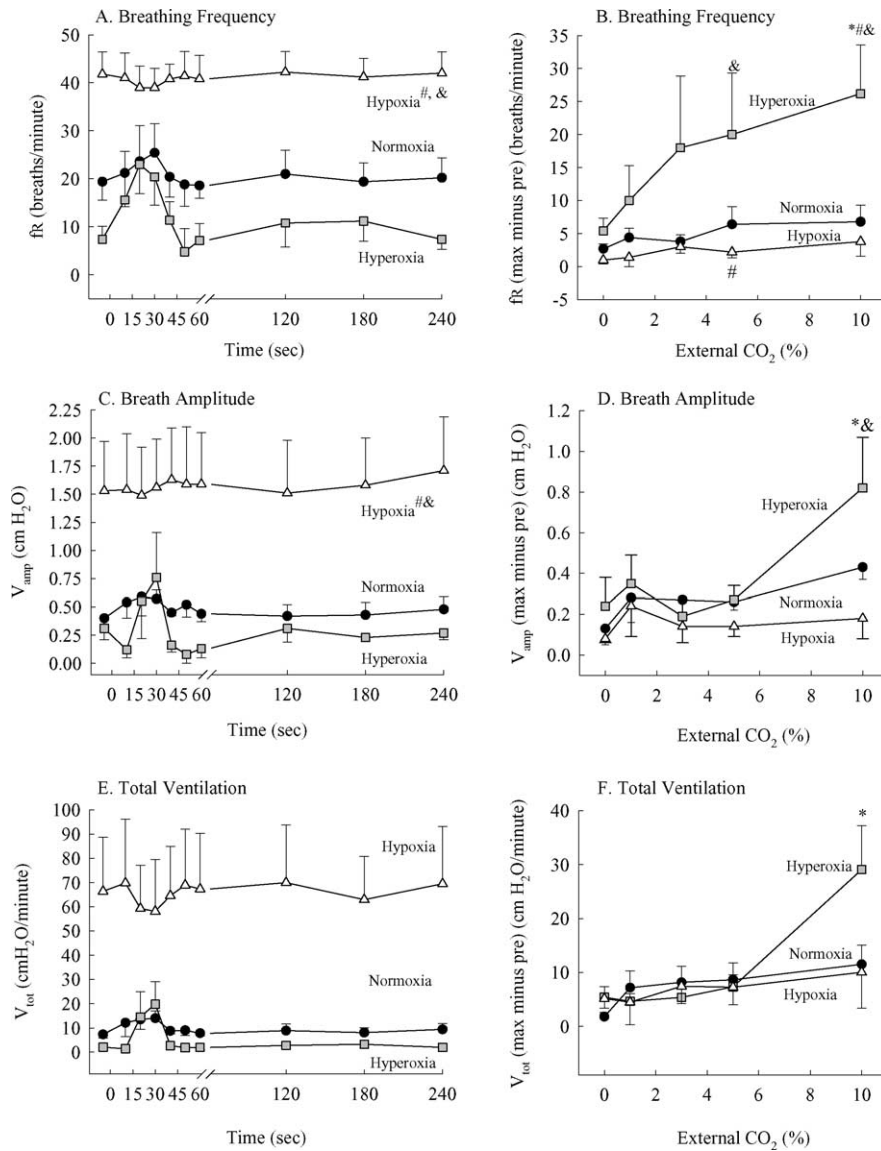 A. Breathing Frequency
50
40
30
20
10
0
fR (breaths/minute)
Hypoxia#, &
Normoxia
Hyperoxia
0 15 30 45 60 120 180 240
Time (sec)
B. Breathing Frequency
35
30
25
20
15
10
5
0
-5
fR (max minus pre) (breaths/minute)
*#&
&
Hyperoxia
Normoxia
Hypoxia
#
0 2 4 6 8 10
External CO2 (%)
C. Breath Amplitude
2.25
2.00
1.75
1.50
1.25
1.00
0.75
0.50
0.25
0.00
Vamp (cm H2O)
Hypoxia#&
Normoxia
Hyperoxia
0 15 30 45 60 120 180 240
Time (sec)
D. Breath Amplitude
1.2
1.0
0.8
0.6
0.4
0.2
0.0
Vamp (max minus pre) (cm H2O)
*&
Hyperoxia
Normoxia
Hypoxia
0 2 4 6 8 10
External CO2 (%)
E. Total Ventilation
100
90
80
70
60
50
40
30
20
10
0
Vtot (cmH2O/minute)
Hypoxia
Normoxia
Hyperoxia
0 15 30 45 60 120 180 240
Time (sec)
F. Total Ventilation
40
30
20
10
0
Vtot (max minus pre) (cm H2O/minute)
*
Hyperoxia
Normoxia
Hypoxia
0 2 4 6 8 10
External CO2 (%)